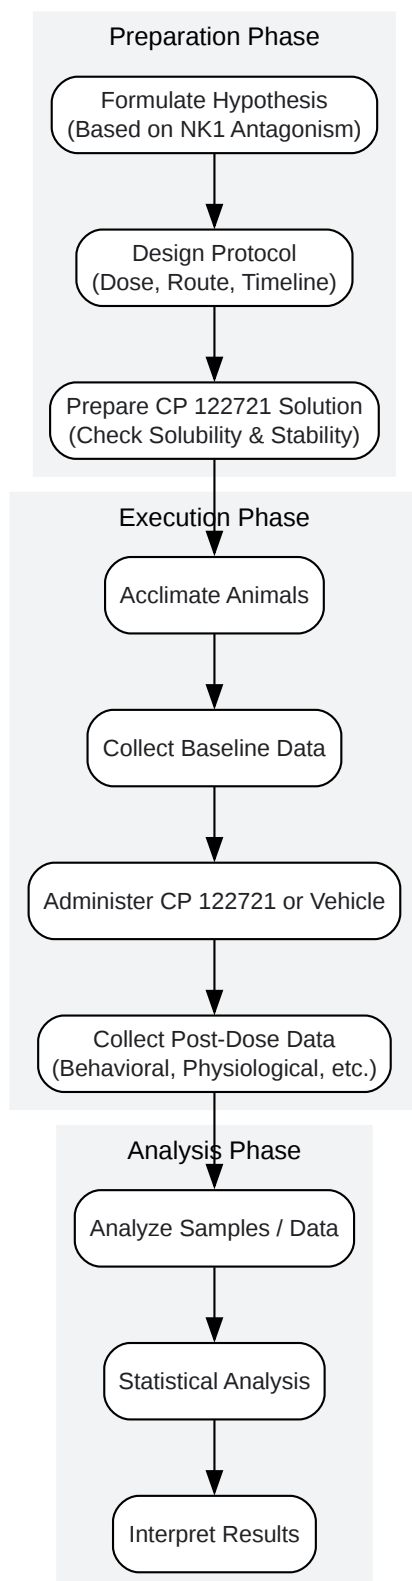 Preparation Phase
Formulate Hypothesis
(Based on NK1 Antagonism)
Design Protocol
(Dose, Route, Timeline)
Prepare CP 122721 Solution
(Check Solubility & Stability)
Execution Phase
Acclimate Animals
Collect Baseline Data
Administer CP 122721 or Vehicle
Collect Post-Dose Data
(Behavioral, Physiological, etc.)
Analysis Phase
Analyze Samples / Data
Statistical Analysis
Interpret Results